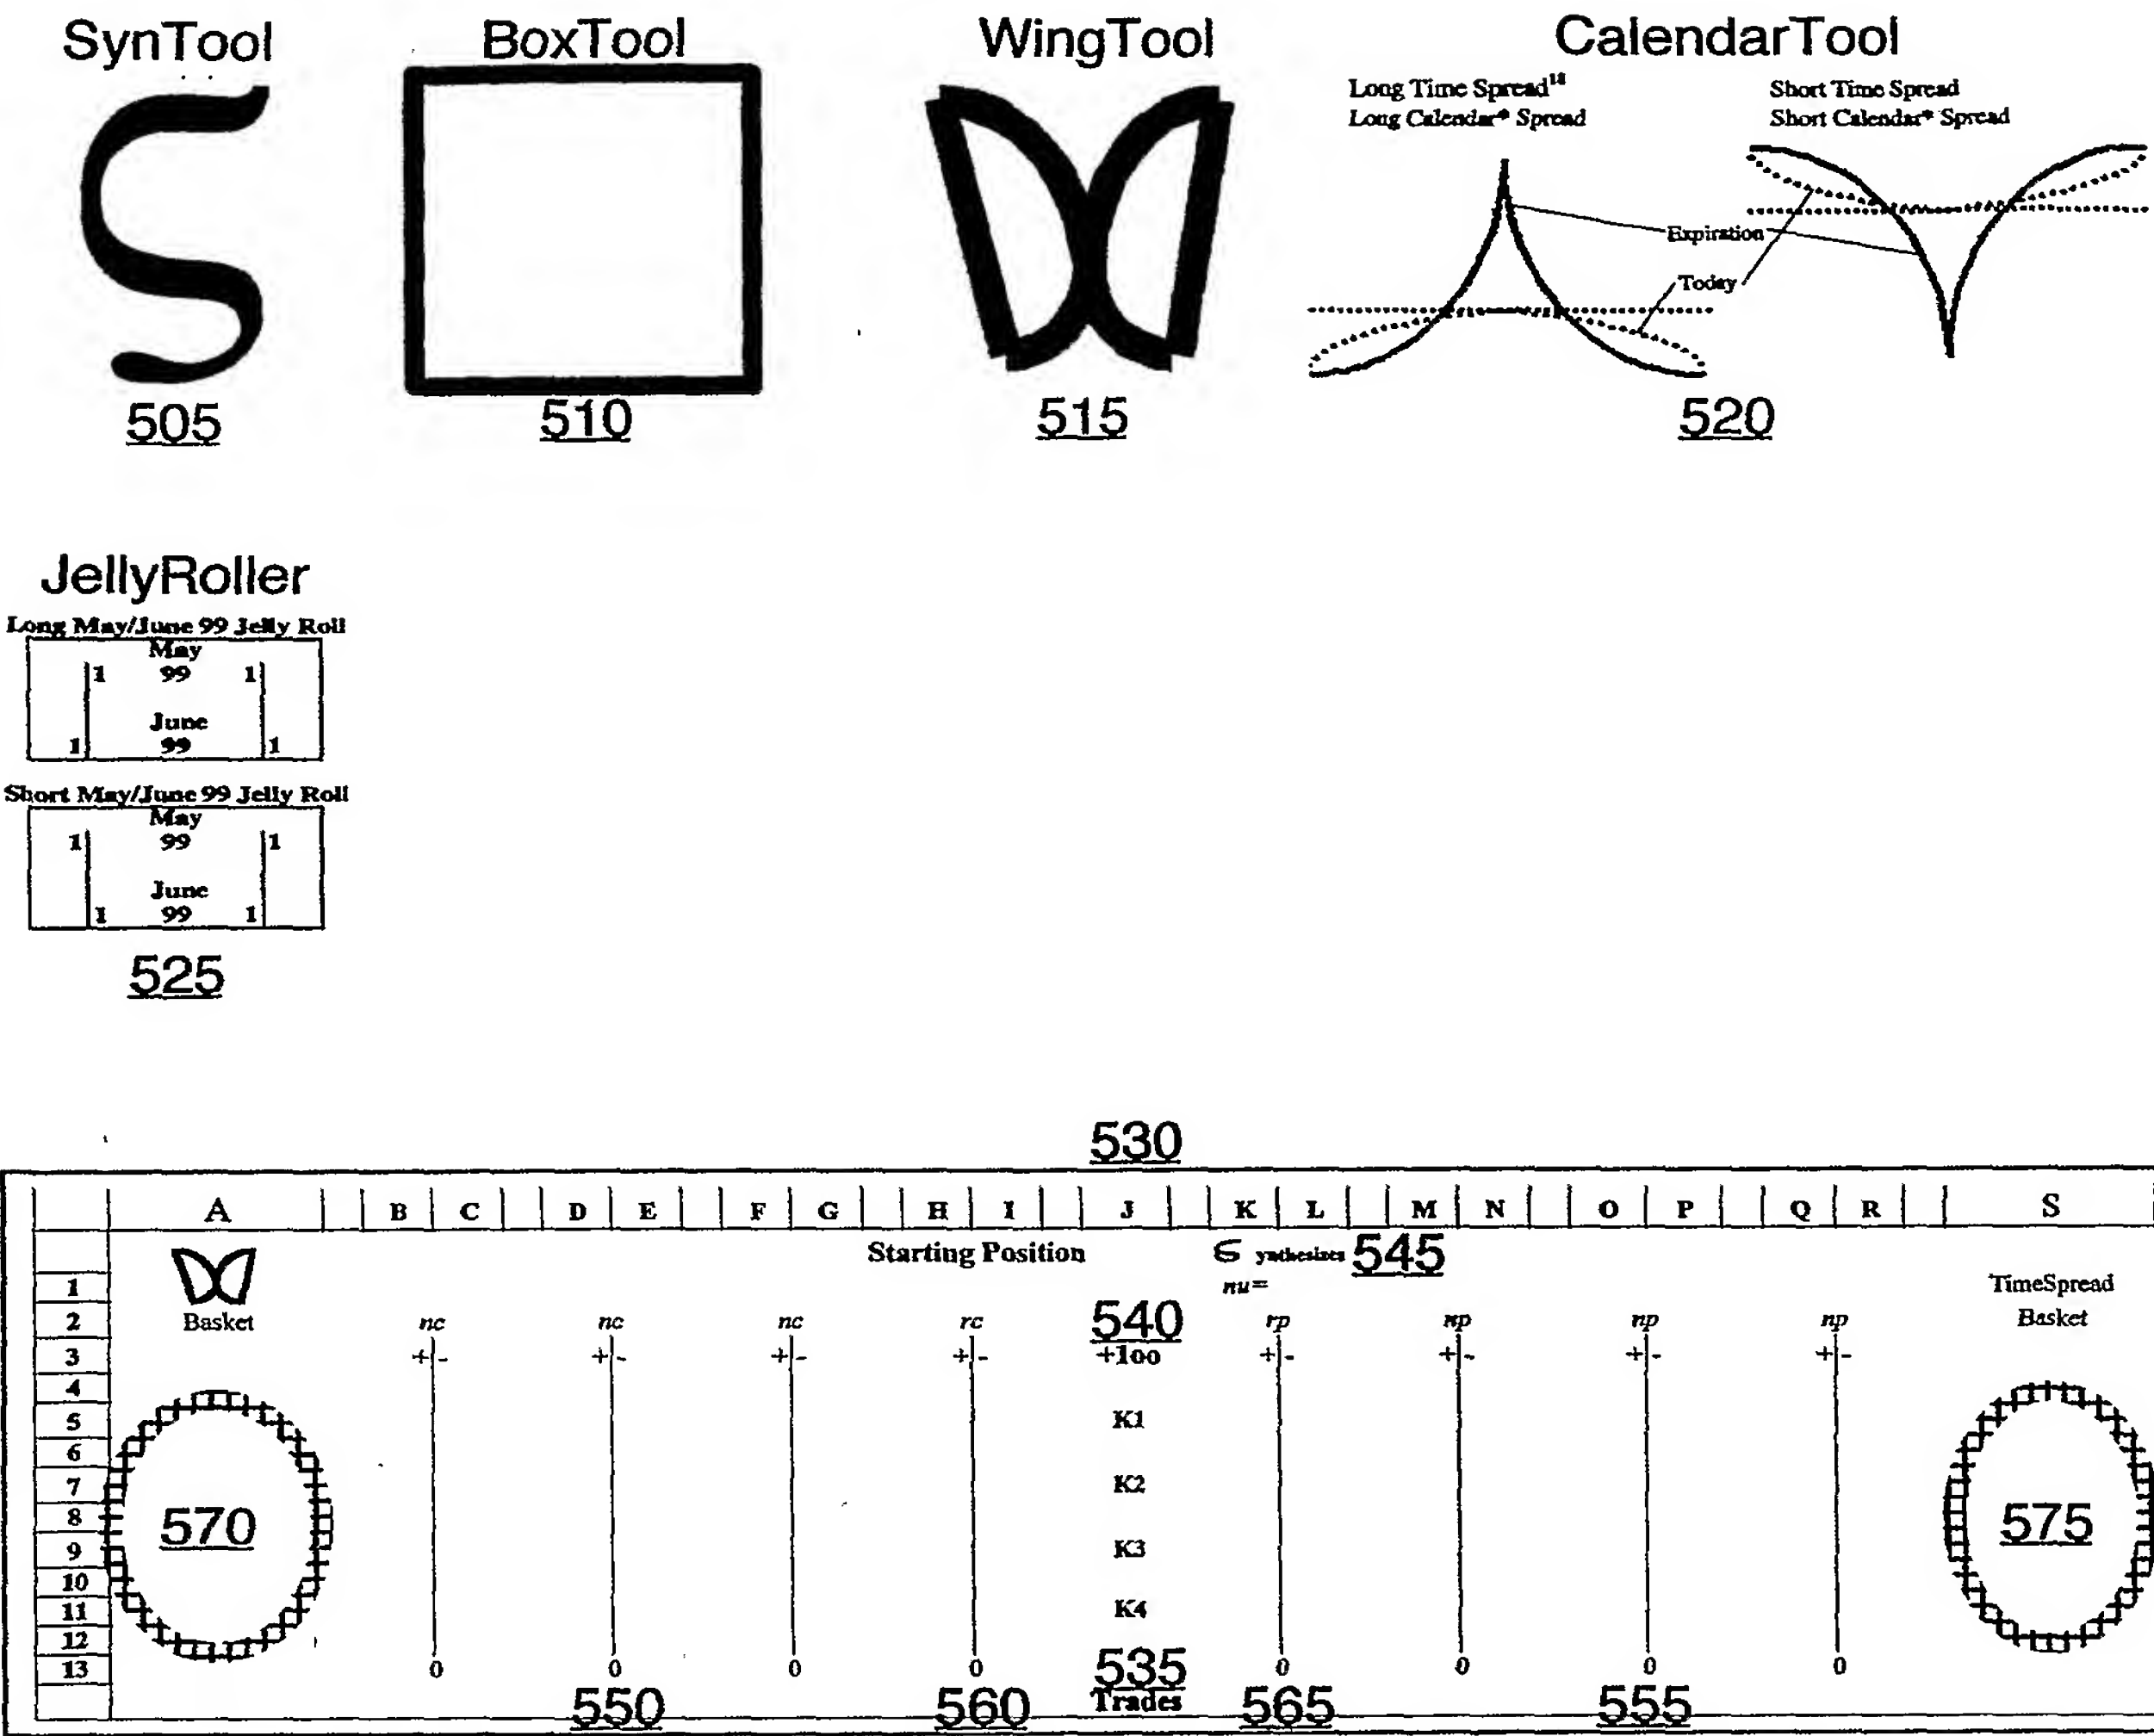 SynTool
BoxTool
WingTool
CalendarTool
Long Time Spread¹⁸
Long Calendar* Spread
Short Time Spread
Short Calendar* Spread
Expiration
Today
505
510
515
520
JellyRoller
Long May/June 99 Jelly Roll
May
1 99 1
June
1 99 1
Short May/June 99 Jelly Roll
May
1 99 1
June
1 99 1
525
530
A B C D E F G H I J K L M N O P Q R S
Starting Position
ynthesizes 545
nu=
1
TimeSpread
2 Basket nc nc nc rc 540 rp np np np Basket
3 +|- +|- +|- +|- +100 +|- +|- +|- +|-
4
5 K1
6
7 K2
8 570 575
9 K3
10
11 K4
12
13 0 0 0 0 535 0 0 0 0
550 560 Trades 565 555